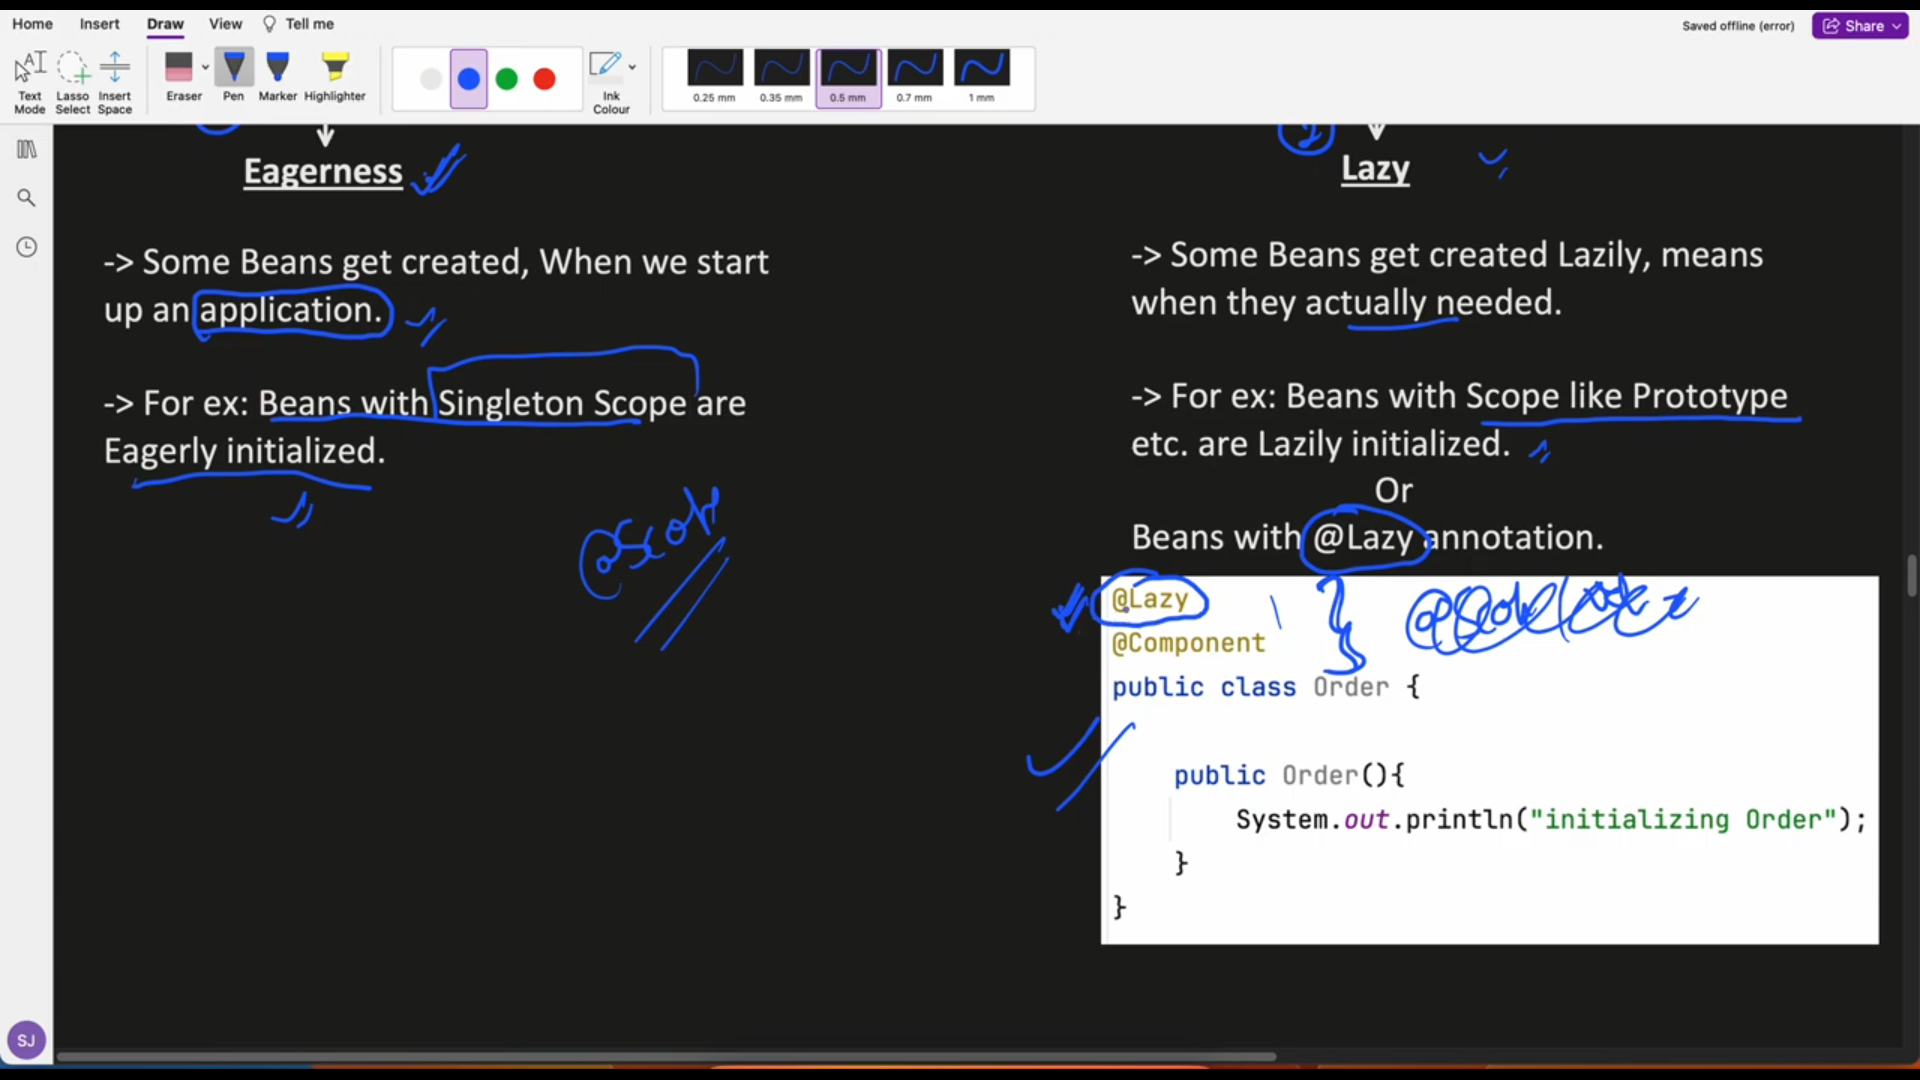 Home Insert Draw View Tell me
Saved offline (error) Share
Text Mode
Lasso Select
Insert Space
Eraser
Pen
Marker
Highlighter
Ink Colour
0.25 mm
0.35 mm
0.5 mm
0.7 mm
1 mm
Eagerness
-> Some Beans get created, When we start
up an application.
-> For ex: Beans with Singleton Scope are
Eagerly initialized.
2
Lazy
-> Some Beans get created Lazily, means
when they actually needed.
-> For ex: Beans with Scope like Prototype
etc. are Lazily initialized.
Or
Beans with @Lazy annotation.
@Lazy
@Component
public class Order {
public Order(){
System.out.println("initializing Order");
}
}
SJ